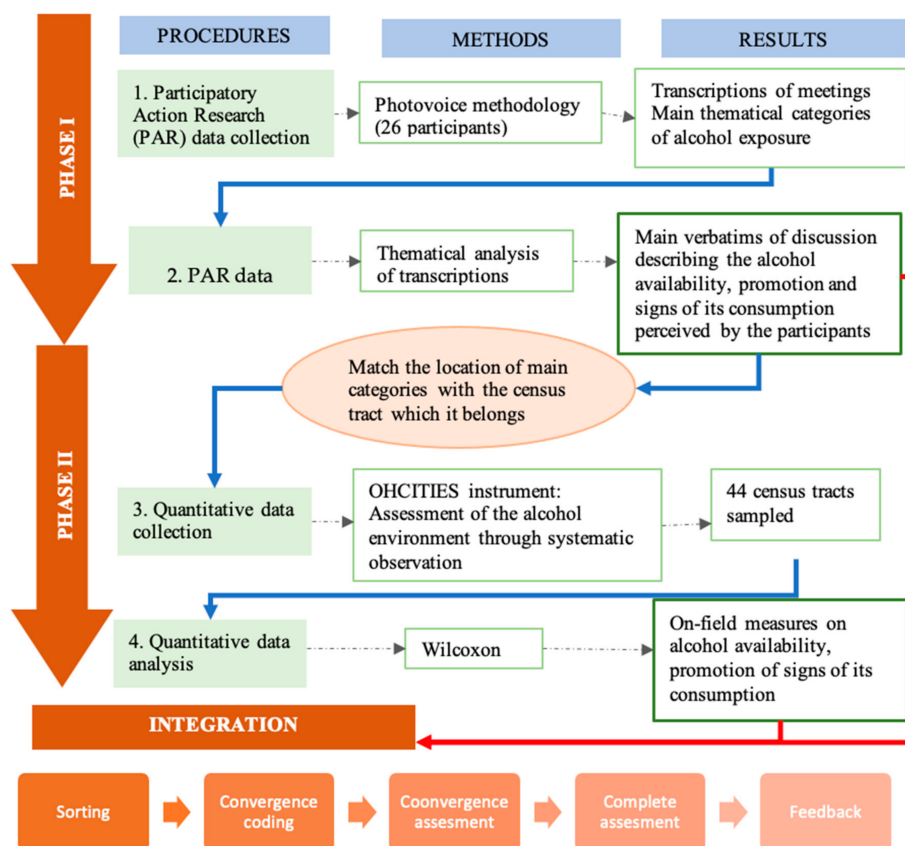 PROCEDURES
METHODS
RESULTS
PHASE I
1. Participatory
Action Research
(PAR) data collection
Photovoice methodology
(26 participants)
Transcriptions of meetings
Main thematical categories
of alcohol exposure
2. PAR data
Thematical analysis
of transcriptions
Main verbatims of discussion
describing the alcohol
availability, promotion and
signs of its consumption
perceived by the participants
Match the location of main
categories with the census
tract which it belongs
PHASE II
3. Quantitative data
collection
OHCITIES instrument:
Assessment of the alcohol
environment through systematic
observation
44 census tracts
sampled
4. Quantitative data
analysis
Wilcoxon
On-field measures on
alcohol availability,
promotion of signs of its
consumption
INTEGRATION
Sorting
Convergence
coding
Coonvergence
assesment
Complete
assesment
Feedback